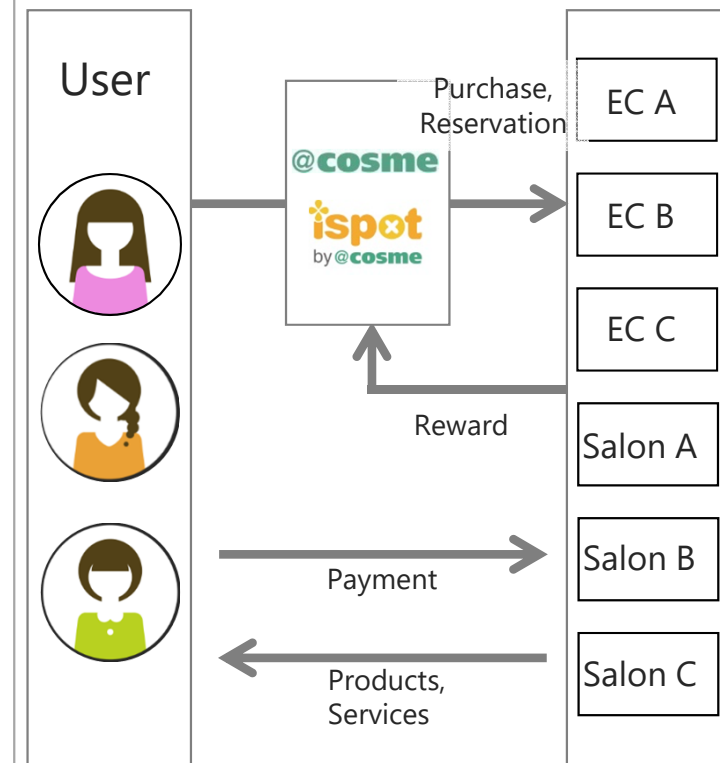 User
Purchase,
Reservation
@cosme
ispot
by @cosme
EC A
EC B
EC C
Reward
Salon A
Payment
Salon B
Products,
Services
Salon C